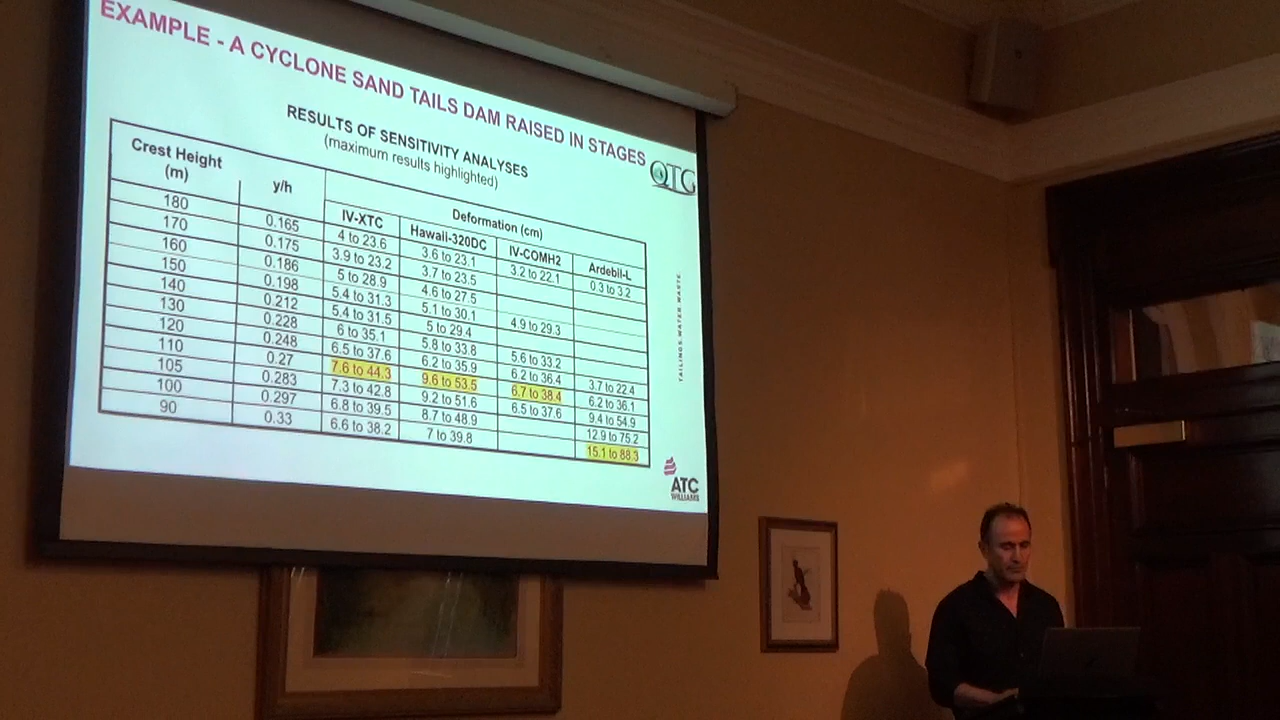 EXAMPLE - A CYCLONE SAND TAILS DAM RAISED IN STAGES
QTG
RESULTS OF SENSITIVITY ANALYSES
(maximum results highlighted)
Crest Height (m) y/h Deformation (cm)
IV-XTC Hawaii-320DC IV-COMH2 Ardebil-L
180 0.165 4 to 23.6 3.6 to 23.1 3.2 to 22.1 0.3 to 3.2
170 0.175 3.9 to 23.2 3.7 to 23.5
160 0.186 5 to 28.9 4.6 to 27.5
150 0.198 5.4 to 31.3 5.1 to 30.1 4.9 to 29.3
140 0.212 5.4 to 31.5 5 to 29.4
130 0.228 6 to 35.1 5.8 to 33.8 5.6 to 33.2
120 0.248 6.5 to 37.6 6.2 to 35.9 6.2 to 36.4 3.7 to 22.4
110 0.27 7.6 to 44.3 9.6 to 53.5 6.7 to 38.4 6.2 to 36.1
105 0.283 7.3 to 42.8 9.2 to 51.6 6.5 to 37.6 9.4 to 54.9
100 0.297 6.8 to 39.5 8.7 to 48.9 12.9 to 75.2
90 0.33 6.6 to 38.2 7 to 39.8 15.1 to 88.3
TAILINGS.WATER.WASTE.
ATC
WILLIAMS